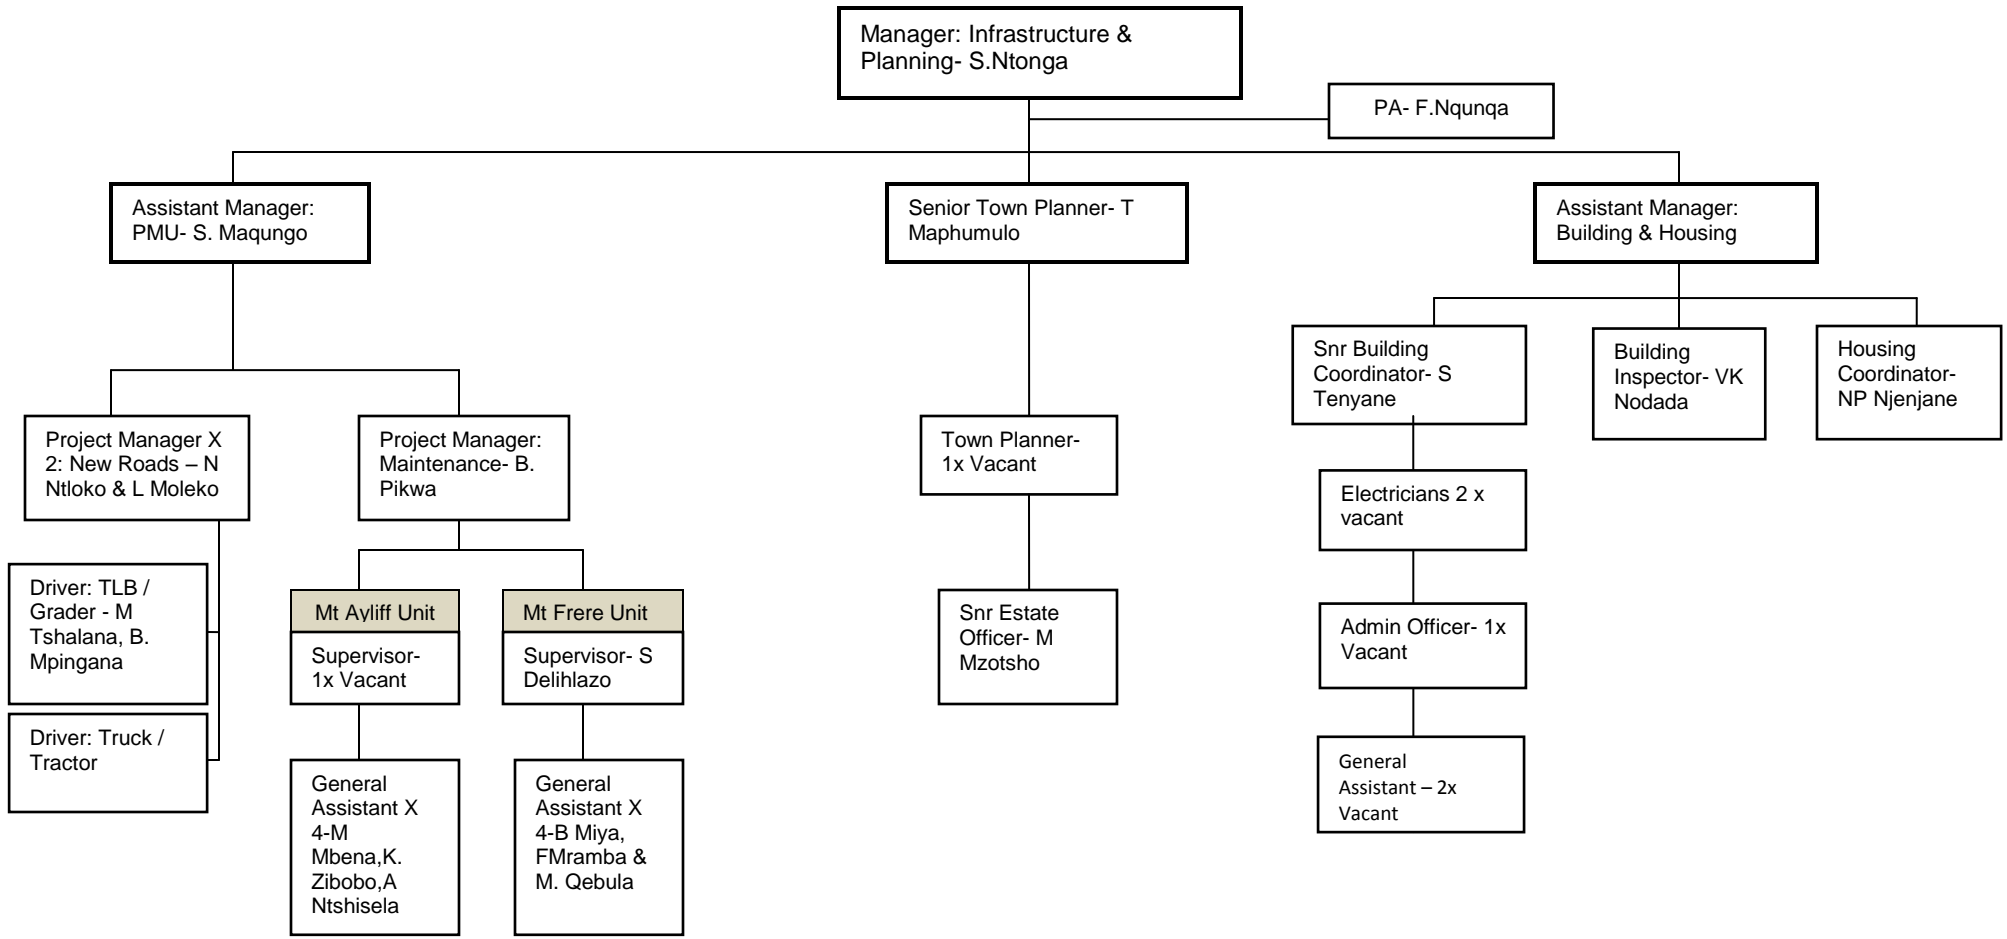 Manager: Infrastructure &
Planning- S.Ntonga
PA- F.Nqunqa
Assistant Manager:
PMU- S. Maqungo
Senior Town Planner- T
Maphumulo
Assistant Manager:
Building & Housing
Snr Building
Coordinator- S
Tenyane
Building
Inspector- VK
Nodada
Housing
Coordinator-
NP Njenjane
Project Manager X
2: New Roads – N
Ntloko & L Moleko
Project Manager:
Maintenance- B.
Pikwa
Town Planner-
1x Vacant
Electricians 2 x
vacant
Driver: TLB /
Grader - M
Tshalana, B.
Mpingana
Mt Ayliff Unit
Mt Frere Unit
Supervisor-
1x Vacant
Supervisor- S
Delihlazo
Snr Estate
Officer- M
Mzotsho
Admin Officer- 1x
Vacant
Driver: Truck /
Tractor
General
Assistant X
4-M
Mbena,K.
Zibobo,A
Ntshisela
General
Assistant X
4-B Miya,
FMramba &
M. Qebula
General
Assistant – 2x
Vacant